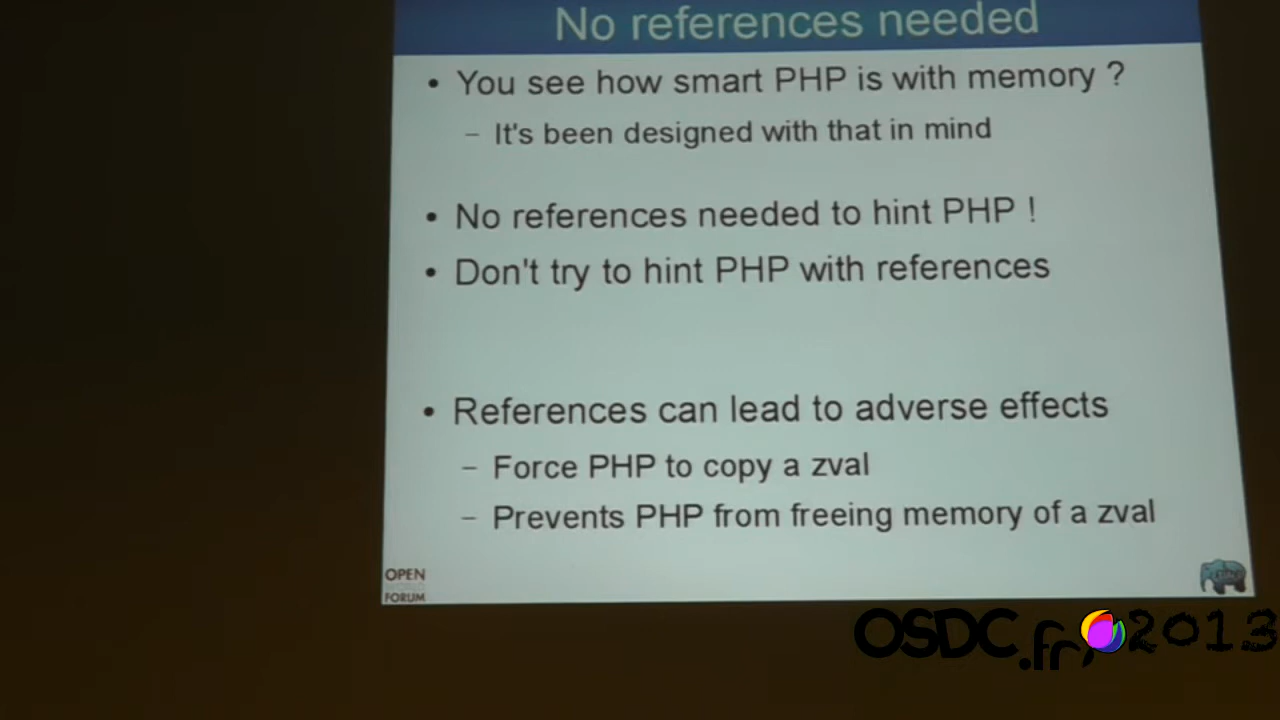 No references needed
• You see how smart PHP is with memory ?
– It's been designed with that in mind
• No references needed to hint PHP !
• Don't try to hint PHP with references
• References can lead to adverse effects
– Force PHP to copy a zval
– Prevents PHP from freeing memory of a zval
OPEN
FORUM
OSDC.fr 2013